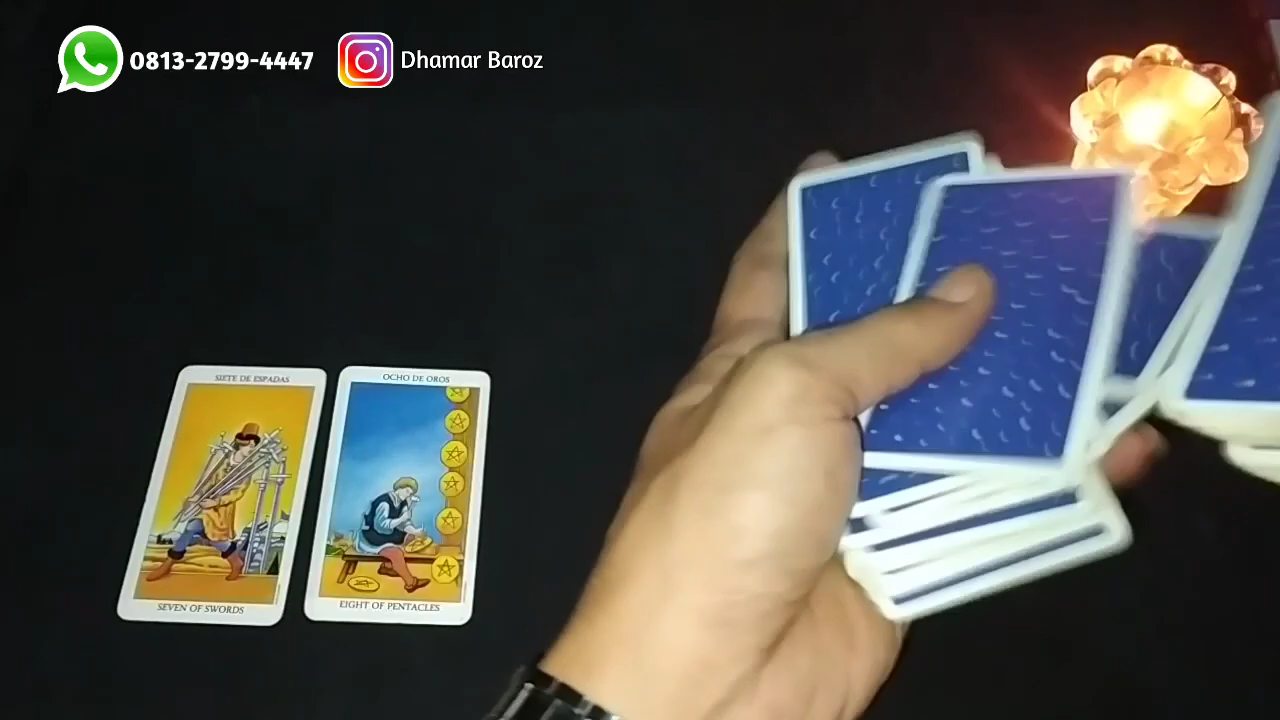 0813-2799-4447 Dhamar Baroz
SIETE DE ESPADAS
OCHO DE OROS
SEVEN OF SWORDS
EIGHT OF PENTACLES